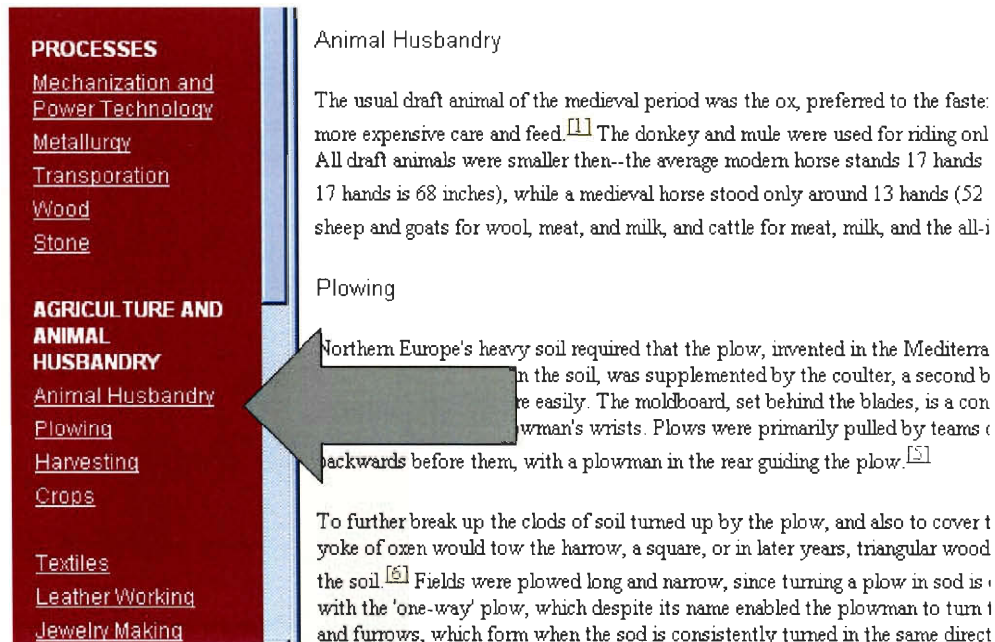 PROCESSES
Mechanization and
Power Technology
Metallurgy
Transporation
Wood
Stone
AGRICULTURE AND
ANIMAL
HUSBANDRY
Animal Husbandry
Plowing
Harvesting
Crops
Textiles
Leather Working
Jewelry Making
Animal Husbandry
The usual draft animal of the medieval period was the ox, preferred to the
more expensive care and feed.[1] The donkey and mule were used for riding
All draft animals were smaller then--the average modern horse stands 17 hands
17 hands is 68 inches), while a medieval horse stood only around 13 hands (52
sheep and goats for wool, meat, and milk, and cattle for meat, milk, and the
Plowing
Northern Europe's heavy soil required that the plow, invented in the
n the soil, was supplemented by the coulter, a second
easily. The moldboard, set behind the blades, is a
wman's wrists. Plows were primarily pulled by teams
backwards before them, with a plowman in the rear guiding the plow.[5]
To further break up the clods of soil turned up by the plow, and also to cover
yoke of oxen would tow the harrow, a square, or in later years, triangular wood
the soil.[6] Fields were plowed long and narrow, since turning a plow in sod is
with the 'one-way' plow, which despite its name enabled the plowman to turn
and furrows, which form when the sod is consistently turned in the same